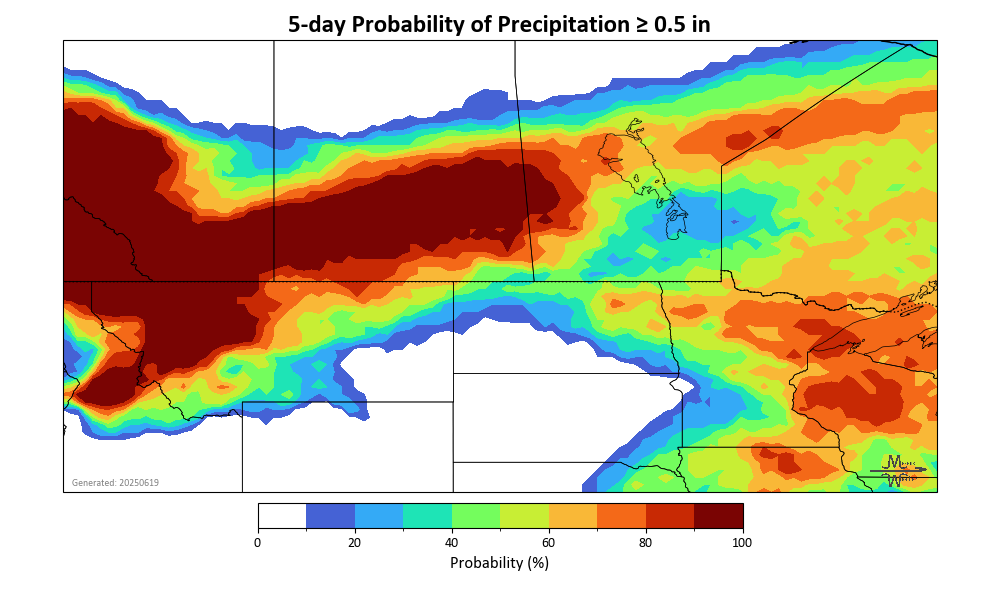 5-day Probability of Precipitation ≥ 0.5 in
Generated: 20250619
0 20 40 60 80 100
Probability (%)